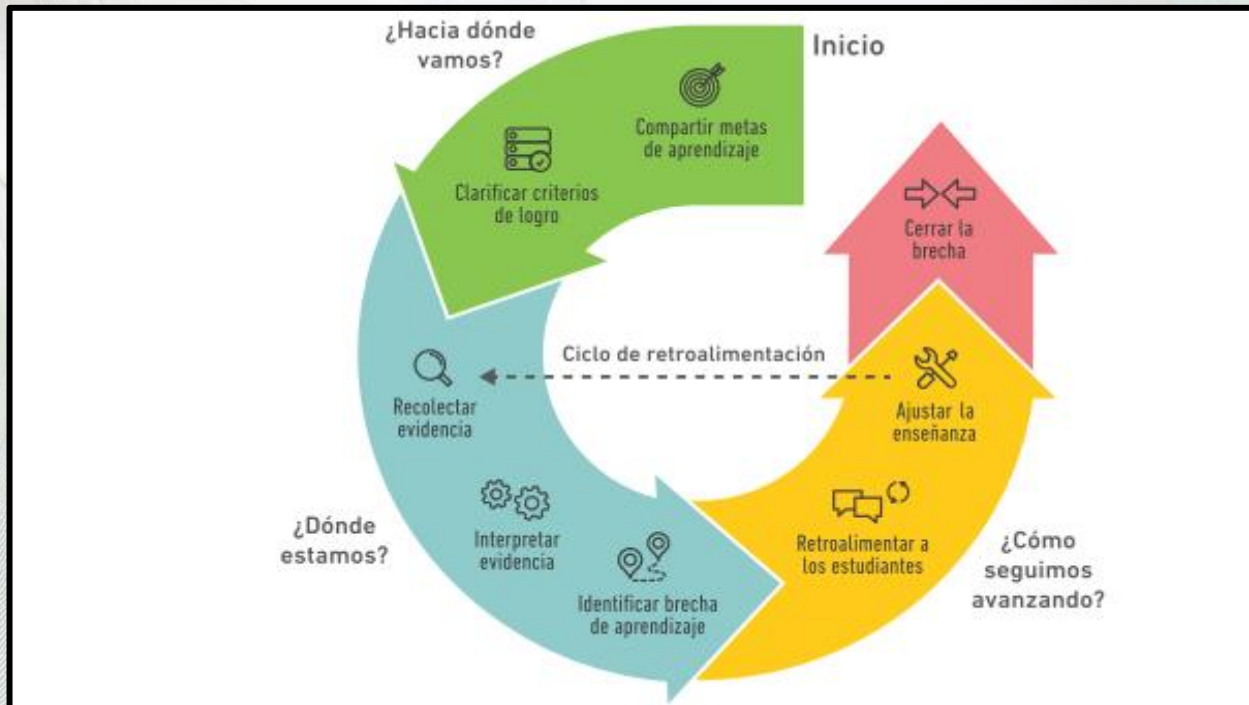 ¿Hacia dónde
vamos?
Inicio
Compartir metas
de aprendizaje
Clarificar criterios
de logro
Cerrar la
brecha
Ciclo de retroalimentación
Recolectar
evidencia
Ajustar la
enseñanza
¿Dónde
estamos?
Interpretar
evidencia
Identificar brecha
de aprendizaje
Retroalimentar a
los estudiantes
¿Cómo
seguimos
avanzando?